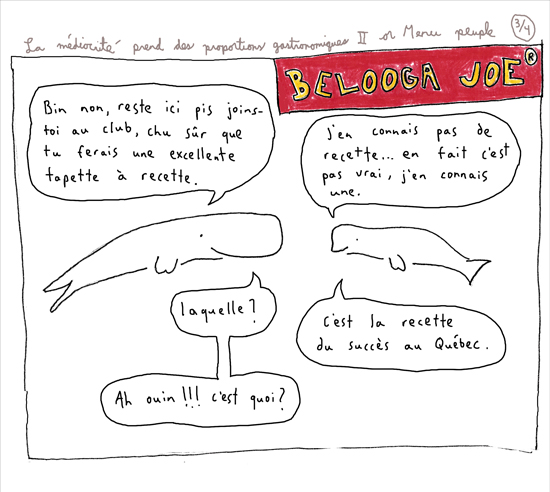 La médiocrité prend des proportions gastronomiques II or Menu peuple 3/4
BELOOGA JOE ®
Bin non, reste ici pis joins-
toi au club, chu sûr que
tu ferais une excellente
tapette à recette.
J'en connais pas de
recette... en fait c'est
pas vrai, j'en connais
une.
laquelle?
Ah ouin!!! c'est quoi?
c'est la recette
du succès au Québec.